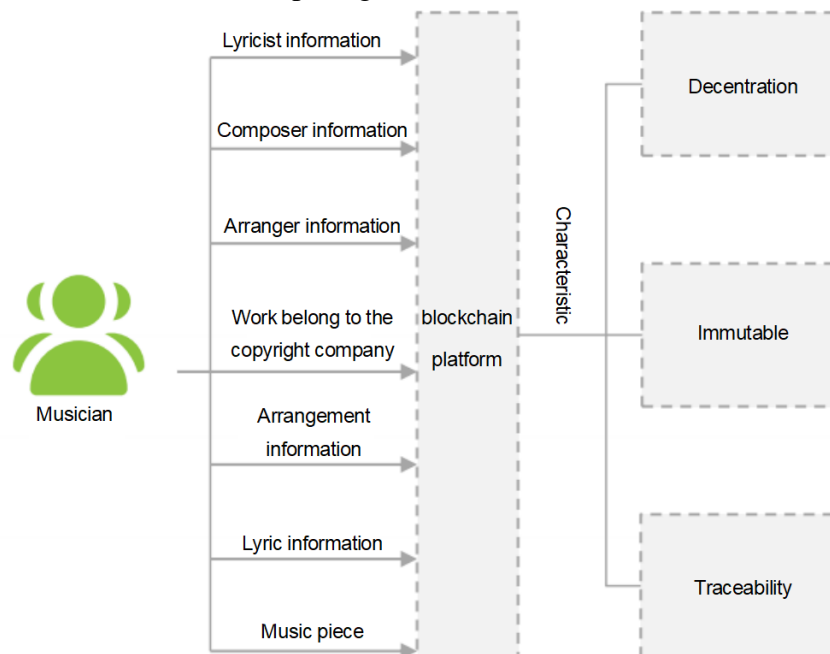 Lyricist information
Composer information
Arranger information
Work belong to the
copyright company
Arrangement
information
Lyric information
Music piece
Musician
blockchain
platform
Characteristic
Decentration
Immutable
Traceability